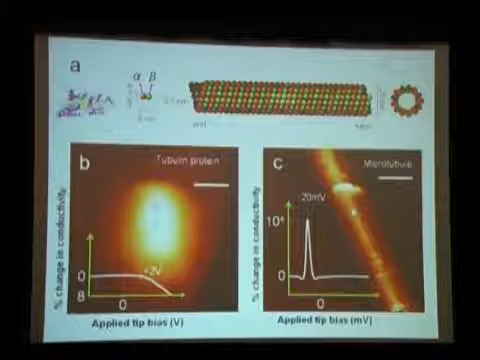 a
α β
b
Tubulin protein
% change in conductivity
+2V
0
8
0
Applied tip bias (V)
c
Microtubule
% change in conductivity
-20mV
10⁴
0
0
Applied tip bias (mV)